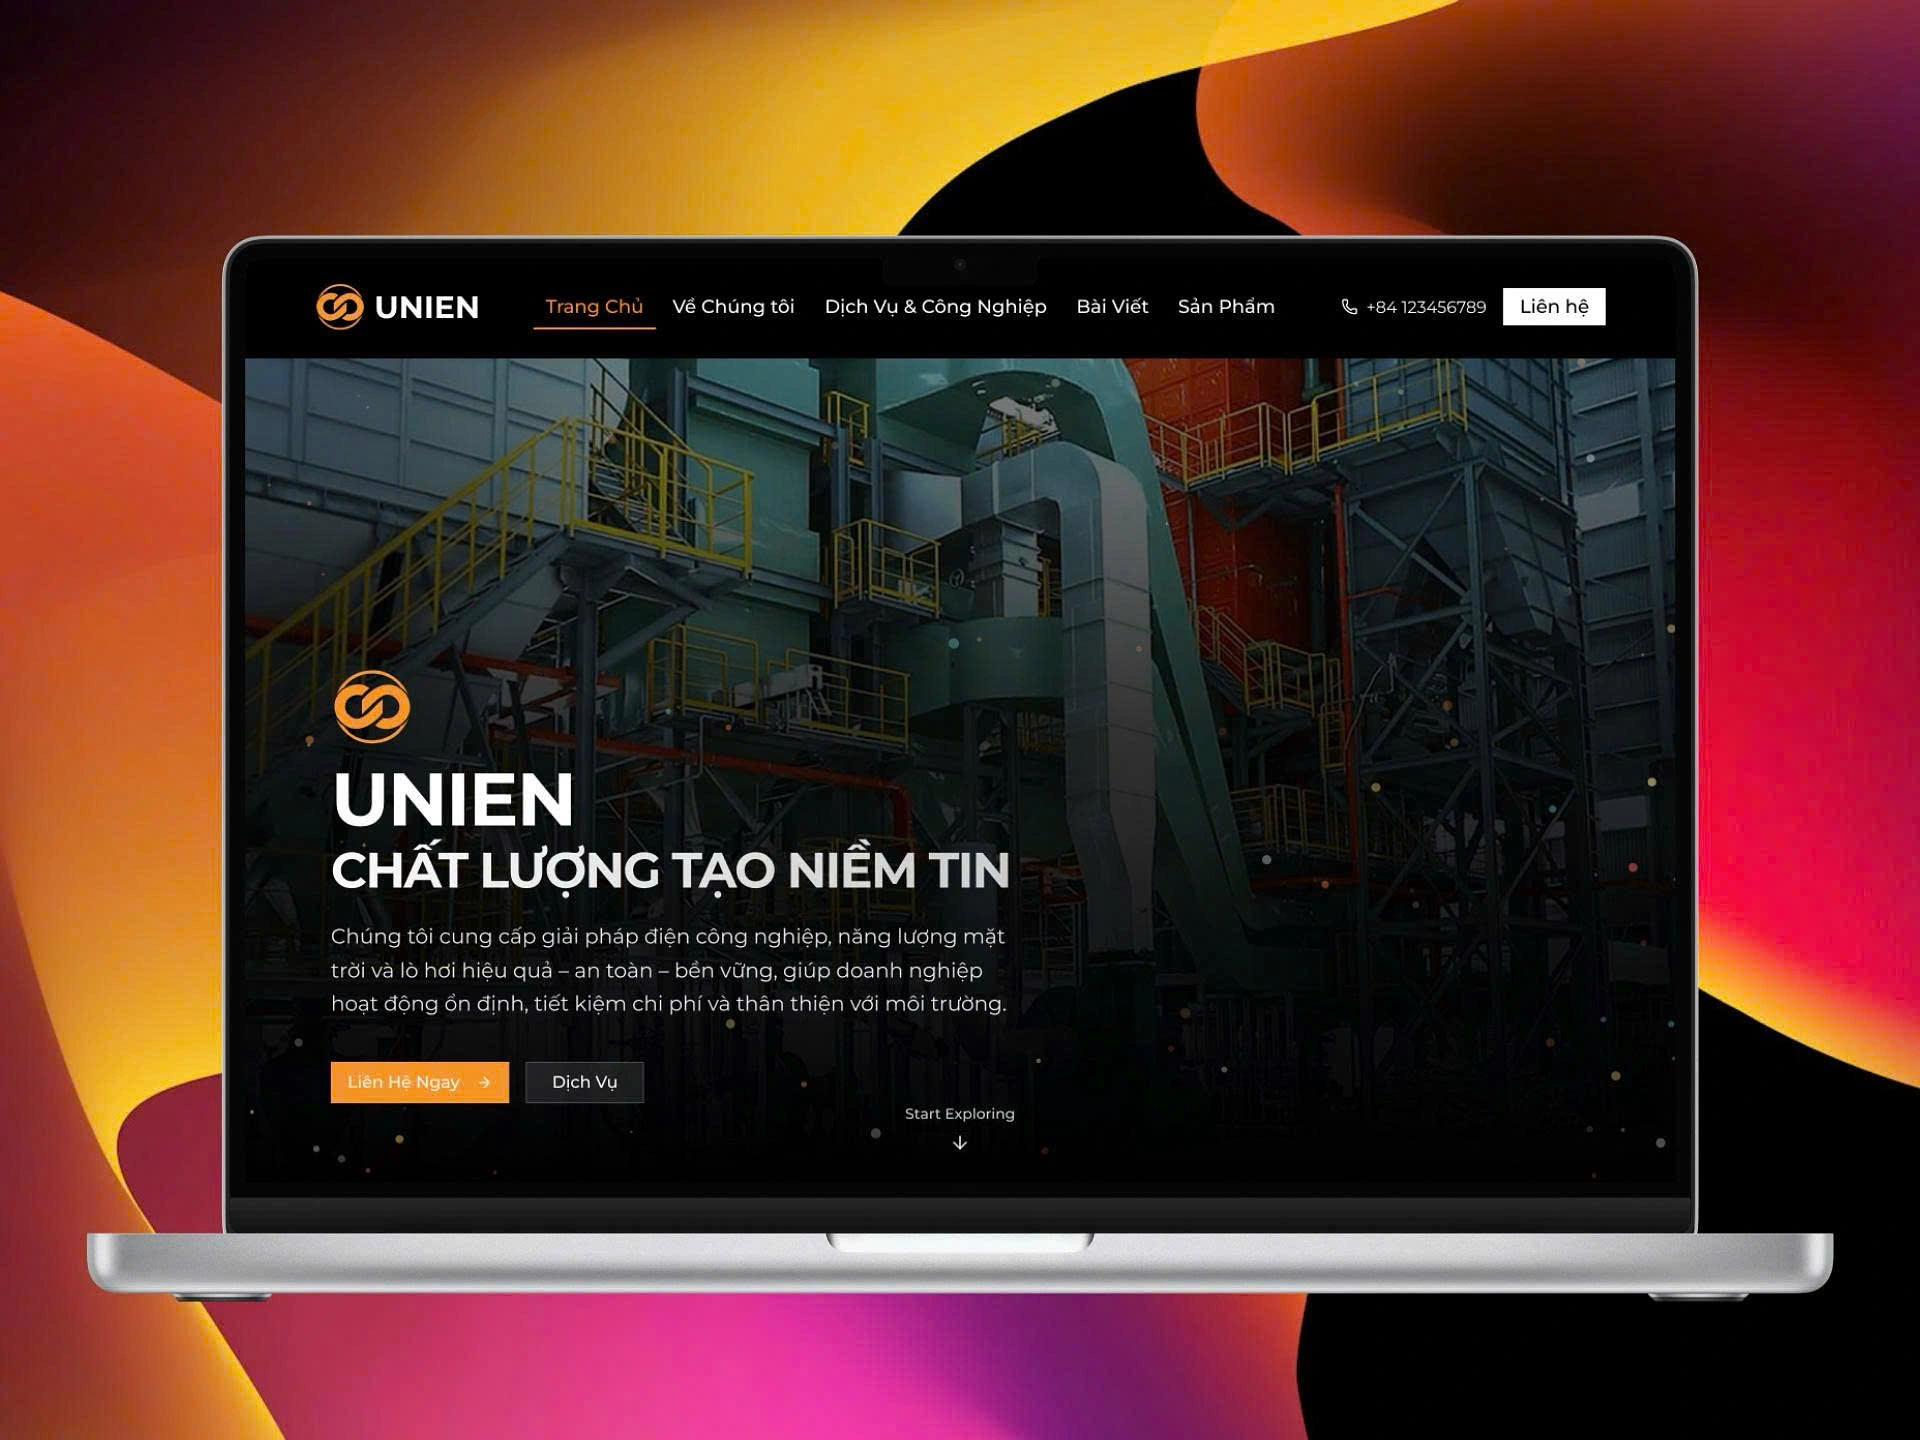 UNIEN
Trang Chủ
Về Chúng tôi
Dịch Vụ & Công Nghiệp
Bài Viết
Sản Phẩm
+84 123456789
Liên hệ
UNIEN
CHẤT LƯỢNG TẠO NIỀM TIN
Chúng tôi cung cấp giải pháp điện công nghiệp, năng lượng mặt
trời và lò hơi hiệu quả – an toàn – bền vững, giúp doanh nghiệp
hoạt động ổn định, tiết kiệm chi phí và thân thiện với môi trường.
Liên Hệ Ngay
Dịch Vụ
Start Exploring